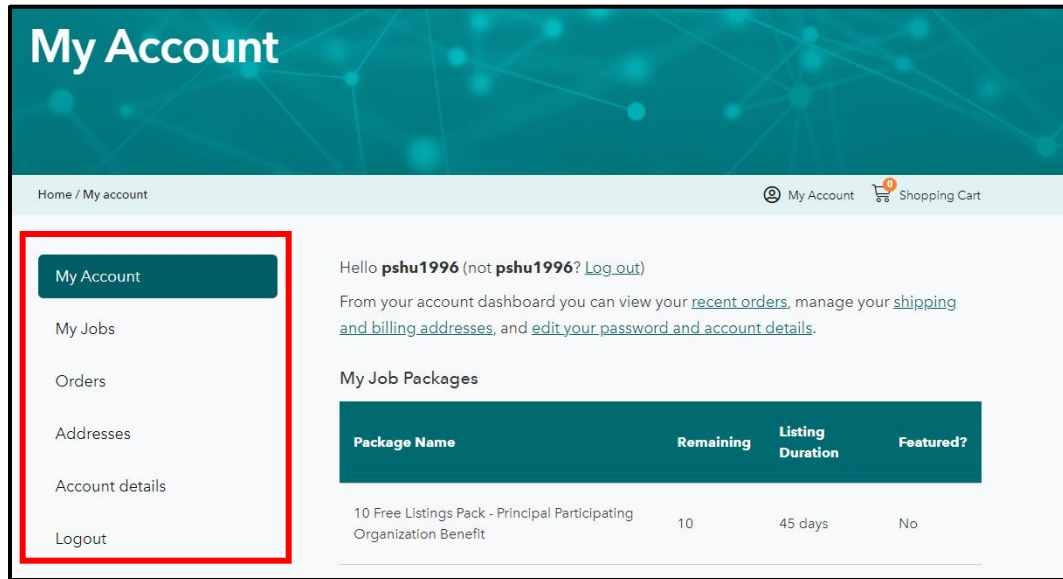 My Account
Home / My account
My Account
0
Shopping Cart
My Account
My Jobs
Orders
Addresses
Account details
Logout
Hello pshu1996 (not pshu1996? Log out)
From your account dashboard you can view your recent orders, manage your shipping
and billing addresses, and edit your password and account details.
My Job Packages
Package Name
Remaining
Listing
Duration
Featured?
10 Free Listings Pack - Principal Participating
Organization Benefit
10
45 days
No